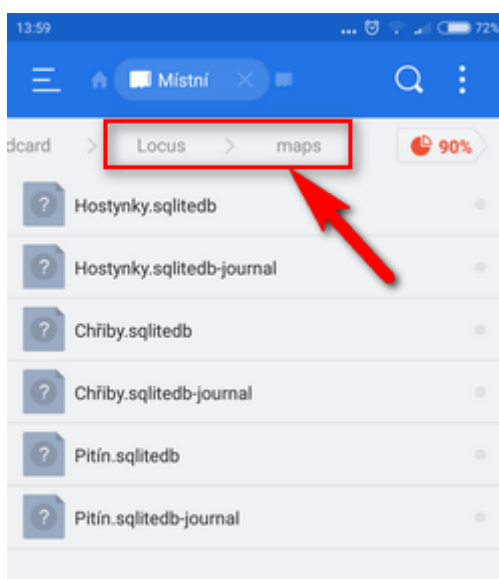 13:59 ... 72%
Místní
dcard > Locus > maps 90%
Hostynky.sqlitedb
Hostynky.sqlitedb-journal
Chřiby.sqlitedb
Chřiby.sqlitedb-journal
Pitín.sqlitedb
Pitín.sqlitedb-journal